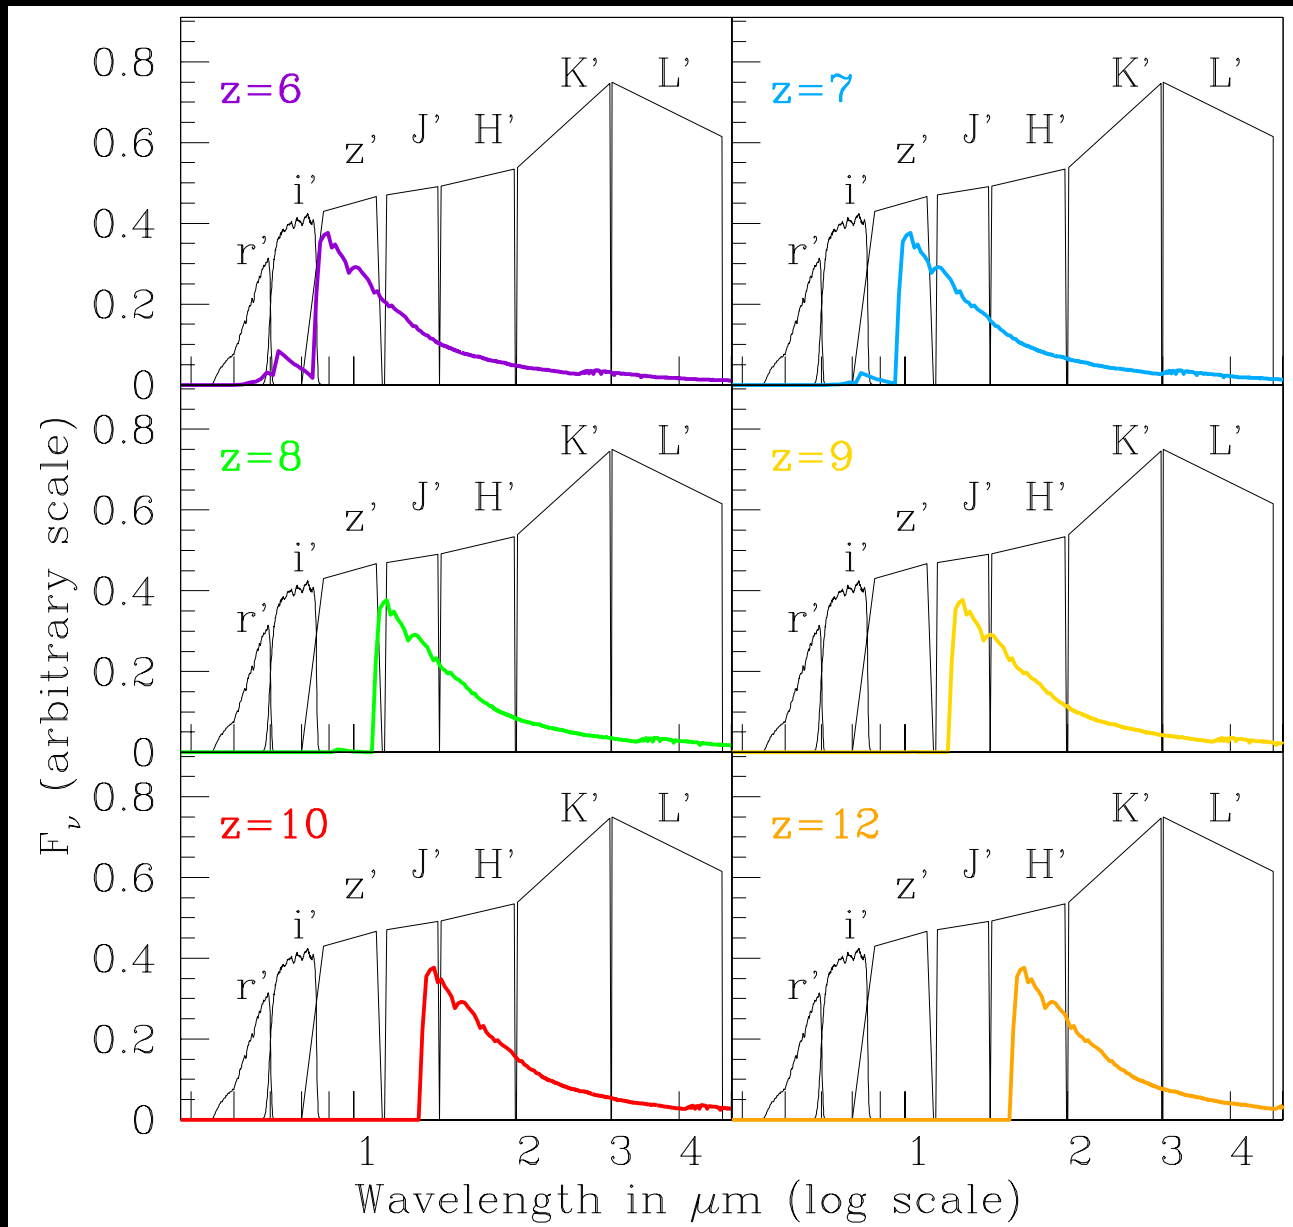 K' L' K' L'
0.8
z=6 z=7
J' H' J' H'
0.6
z' z'
i' i'
0.4
r' r'
0.2
0
K' L' K' L'
0.8
z=8 z=9
J' H' J' H'
0.6
z' z'
i' i'
0.4
r' r'
0.2
0
K' L' K' L'
0.8
z=10 z=12
J' H' J' H'
0.6
z' z'
i' i'
0.4
r' r'
0.2
0
Fν (arbitrary scale)
1 2 3 4 1 2 3 4
Wavelength in μm (log scale)